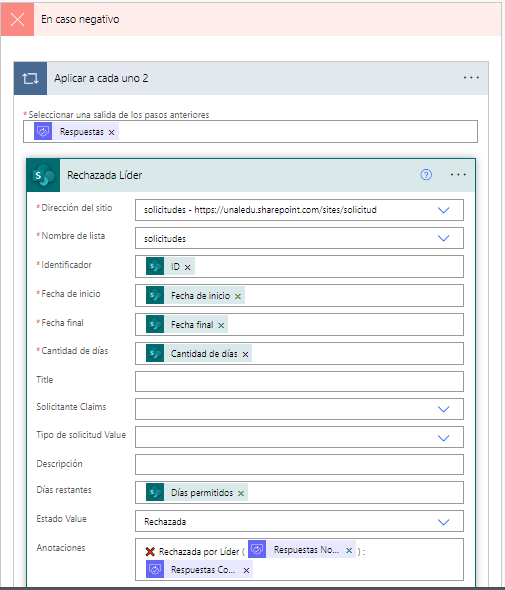 En caso negativo
Aplicar a cada uno 2
* Seleccionar una salida de los pasos anteriores
Respuestas ×
Rechazada Líder
* Dirección del sitio
solicitudes - https://unaledu.sharepoint.com/sites/solicitud
* Nombre de lista
solicitudes
* Identificador
ID ×
* Fecha de inicio
Fecha de inicio ×
* Fecha final
Fecha final ×
* Cantidad de días
Cantidad de días ×
Title
Solicitante Claims
Tipo de solicitud Value
Descripción
Días restantes
Días permitidos ×
Estado Value
Rechazada
Anotaciones
❌ Rechazada por Líder ( Respuestas No... × ) :
Respuestas Co... ×